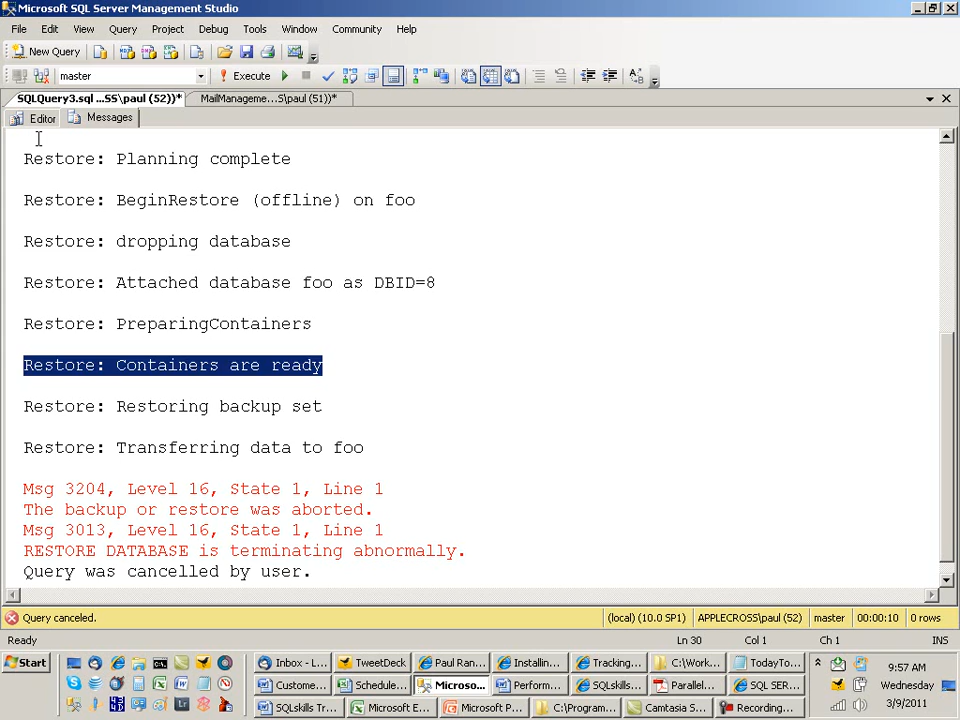 Microsoft SQL Server Management Studio
File Edit View Query Project Debug Tools Window Community Help
New Query
master Execute
SQLQuery3.sql ...SS\paul (52))* MailManageme...S\paul (51))*
Editor Messages
Restore: Planning complete
Restore: BeginRestore (offline) on foo
Restore: dropping database
Restore: Attached database foo as DBID=8
Restore: PreparingContainers
Restore: Containers are ready
Restore: Restoring backup set
Restore: Transferring data to foo
Msg 3204, Level 16, State 1, Line 1
The backup or restore was aborted.
Msg 3013, Level 16, State 1, Line 1
RESTORE DATABASE is terminating abnormally.
Query was cancelled by user.
Query canceled. (local) (10.0 SP1) APPLECROSS\paul (52) master 00:00:10 0 rows
Ready Ln 30 Col 1 Ch 1 INS
Start Inbox - L... TweetDeck Paul Ran... Installin... Tracking... C:\Work... TodayTo... 9:57 AM
Custome... Schedule... Microso... Perform... SQLskills... Parallel... SQL SER... Wednesday
SQLskills Tr... Microsoft E... Microsoft P... C:\Program... Camtasia S... Recording... 3/9/2011